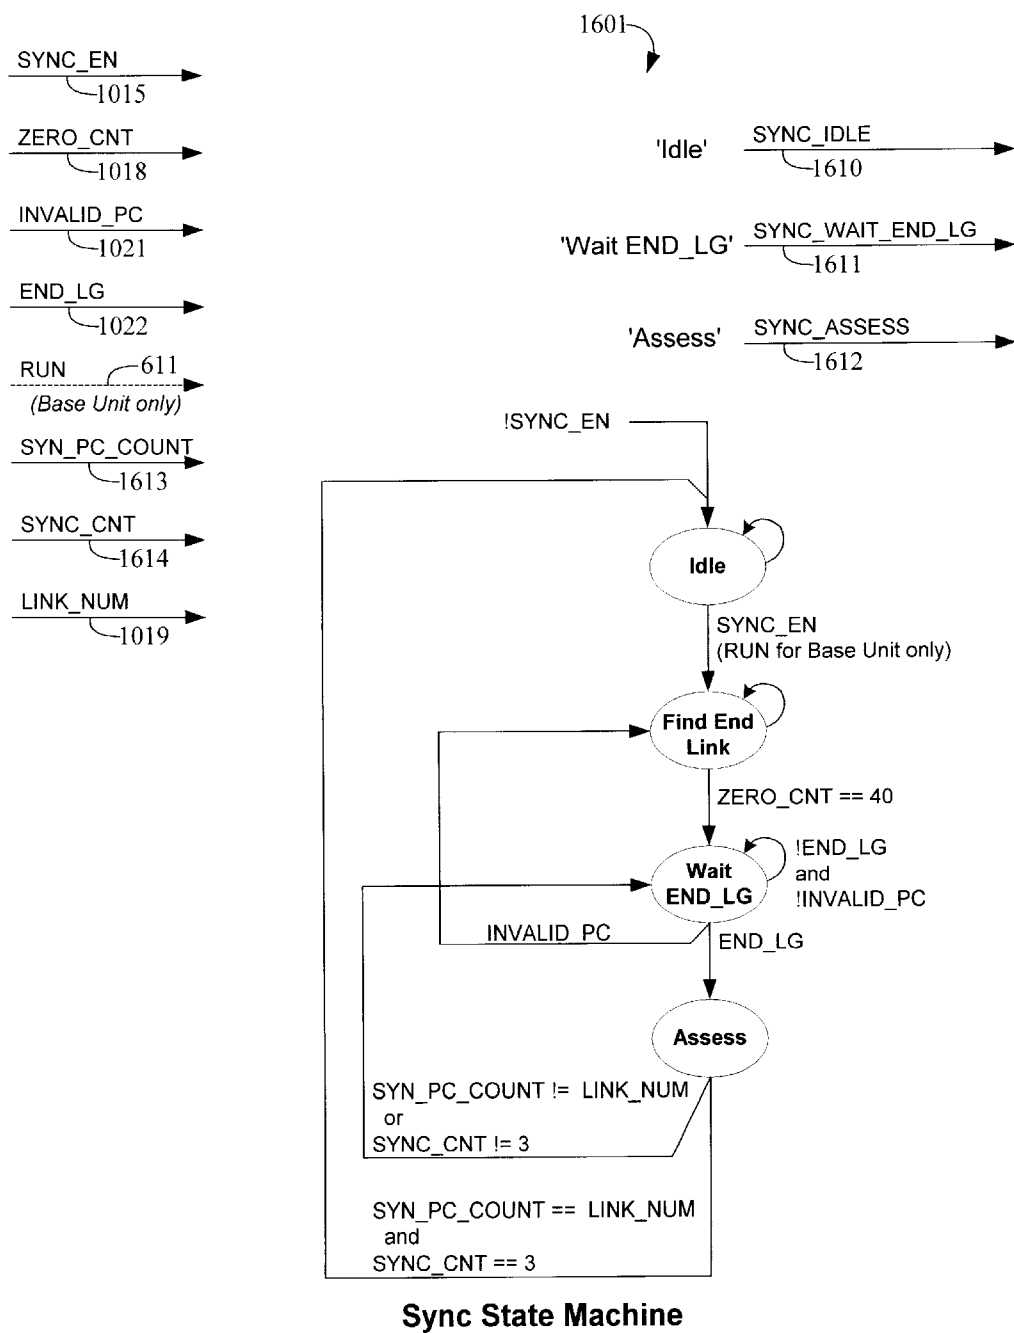 1601
SYNC_EN
1015
ZERO_CNT
1018
INVALID_PC
1021
END_LG
1022
RUN
611
(Base Unit only)
SYN_PC_COUNT
1613
SYNC_CNT
1614
LINK_NUM
1019
'Idle'
SYNC_IDLE
1610
'Wait END_LG'
SYNC_WAIT_END_LG
1611
'Assess'
SYNC_ASSESS
1612
!SYNC_EN
Idle
SYNC_EN
(RUN for Base Unit only)
Find End
Link
ZERO_CNT == 40
Wait
END_LG
!END_LG
and
!INVALID_PC
INVALID_PC
END_LG
Assess
SYN_PC_COUNT != LINK_NUM
or
SYNC_CNT != 3
SYN_PC_COUNT == LINK_NUM
and
SYNC_CNT == 3
Sync State Machine